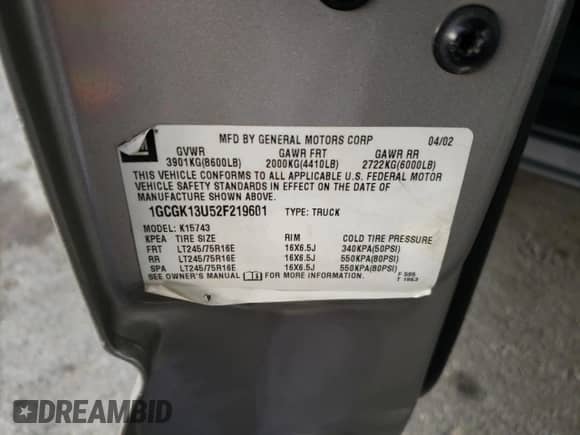 MFD BY GENERAL MOTORS CORP 04/02
GVWR GAWR FRT GAWR RR
3901KG(8600LB) 2000KG(4410LB) 2722KG(6000LB)
THIS VEHICLE CONFORMS TO ALL APPLICABLE U.S. FEDERAL MOTOR
VEHICLE SAFETY STANDARDS IN EFFECT ON THE DATE OF
MANUFACTURE SHOWN ABOVE.
1GCGK13U52F219601 TYPE: TRUCK
MODEL: K15743
KPEA TIRE SIZE RIM COLD TIRE PRESSURE
FRT LT245/75R16E 16X6.5J 340KPA(50PSI)
RR LT245/75R16E 16X6.5J 550KPA(80PSI)
SPA LT245/75R16E 16X6.5J 550KPA(80PSI)
SEE OWNER'S MANUAL FOR MORE INFORMATION.
DREAMBID